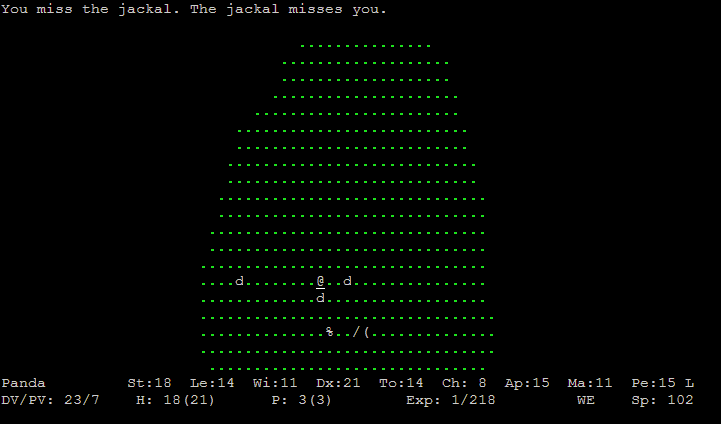 You miss the jackal. The jackal misses you.
d @ d
d
% / (
Panda St:18 Le:14 Wi:11 Dx:21 To:14 Ch: 8 Ap:15 Ma:11 Pe:15 L
DV/PV: 23/7 H: 18(21) P: 3(3) Exp: 1/218 WE Sp: 102